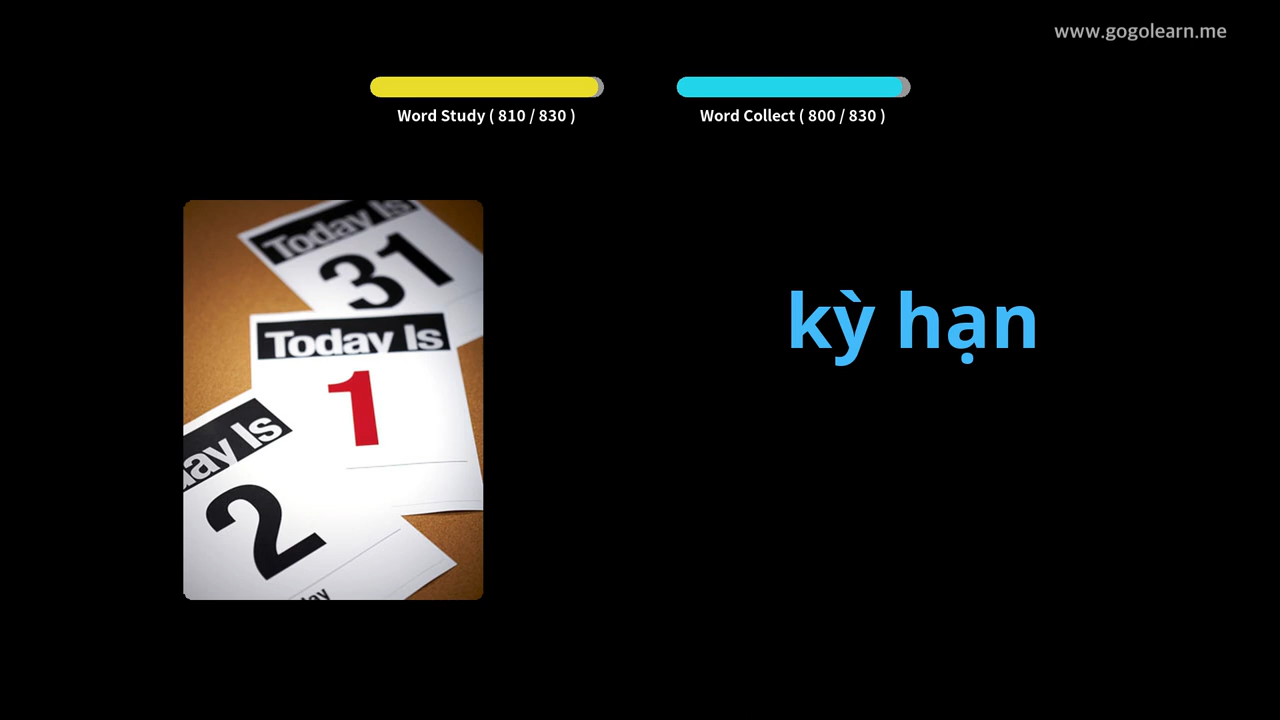 www.gogolearn.me
Word Study ( 810 / 830 )
Word Collect ( 800 / 830 )
Today Is
31
Today Is
1
ay Is
2
kỳ hạn